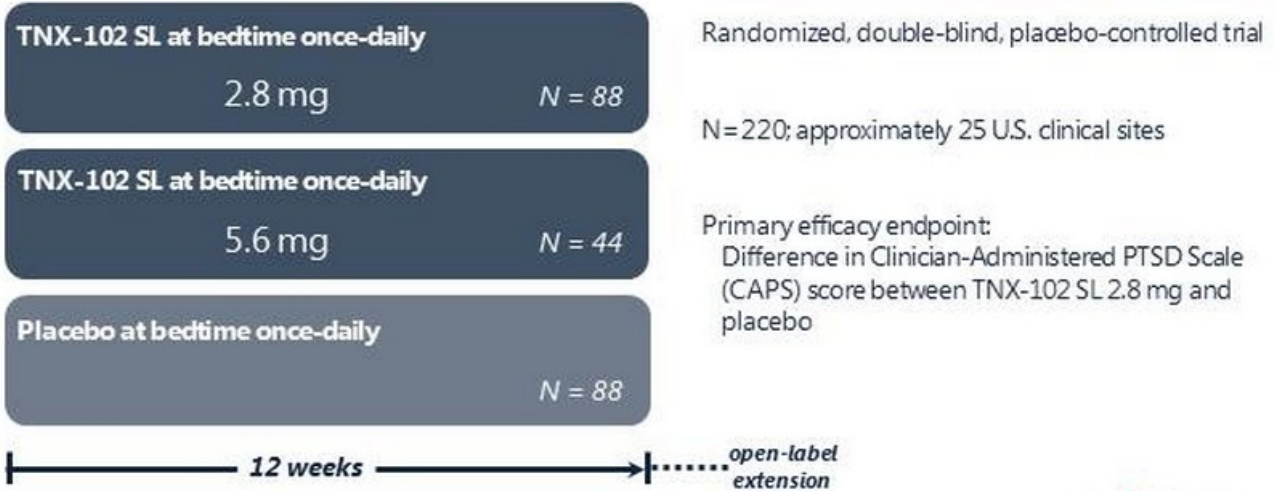 TNX-102 SL at bedtime once-daily
2.8 mg
N = 88
TNX-102 SL at bedtime once-daily
5.6 mg
N = 44
Placebo at bedtime once-daily
N = 88
12 weeks
open-label
extension
Randomized, double-blind, placebo-controlled trial
N=220; approximately 25 U.S. clinical sites
Primary efficacy endpoint:
Difference in Clinician-Administered PTSD Scale
(CAPS) score between TNX-102 SL 2.8 mg and
placebo